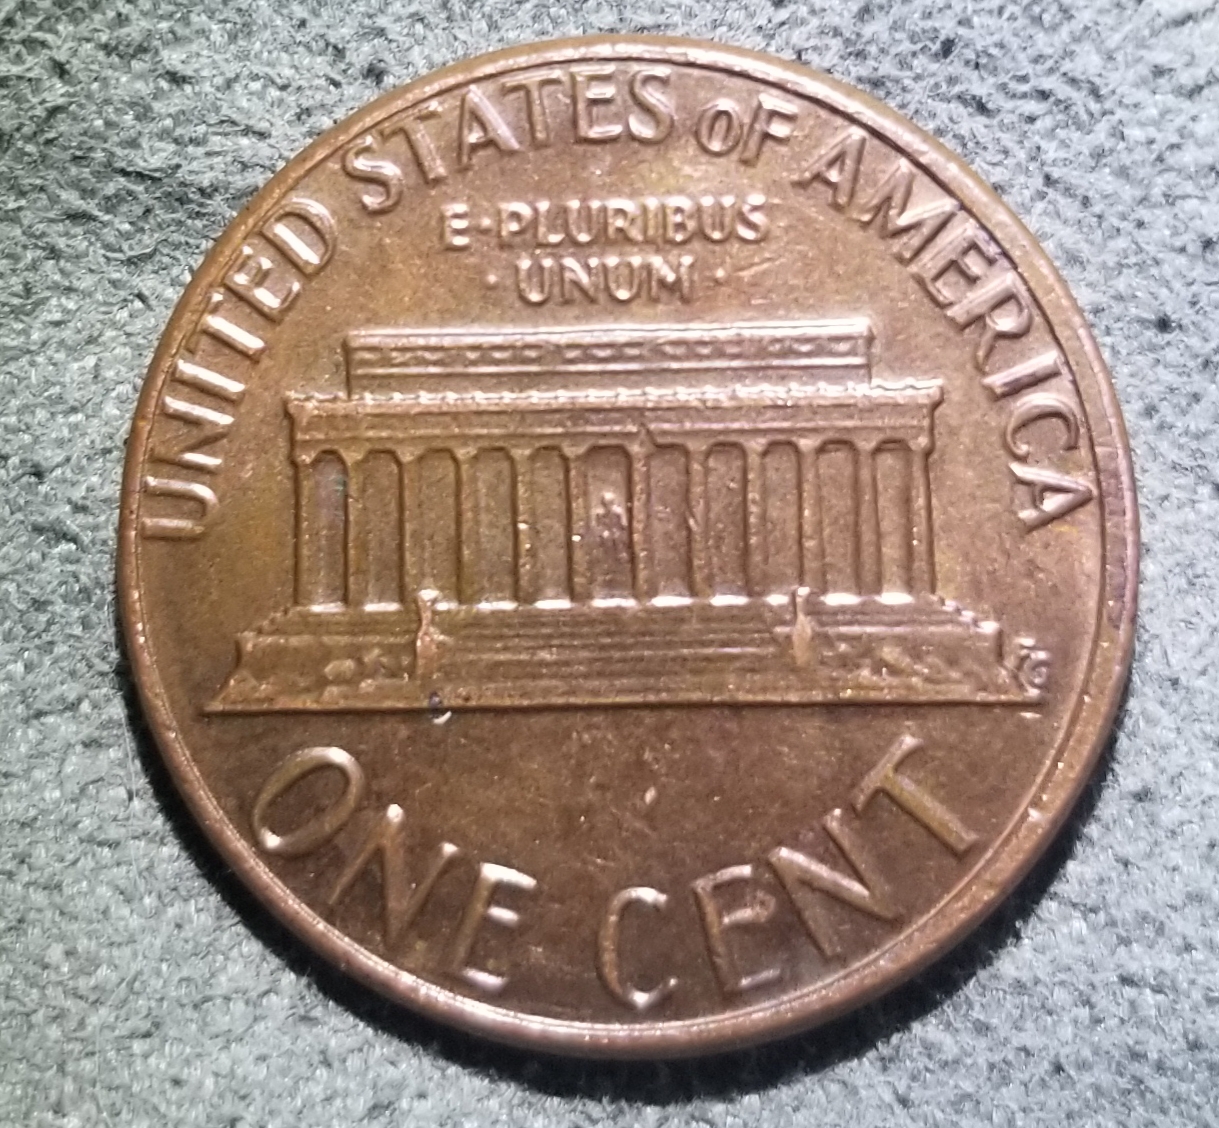 UNITED STATES OF AMERICA
E·PLURIBUS
·UNUM·
FG
ONE CENT